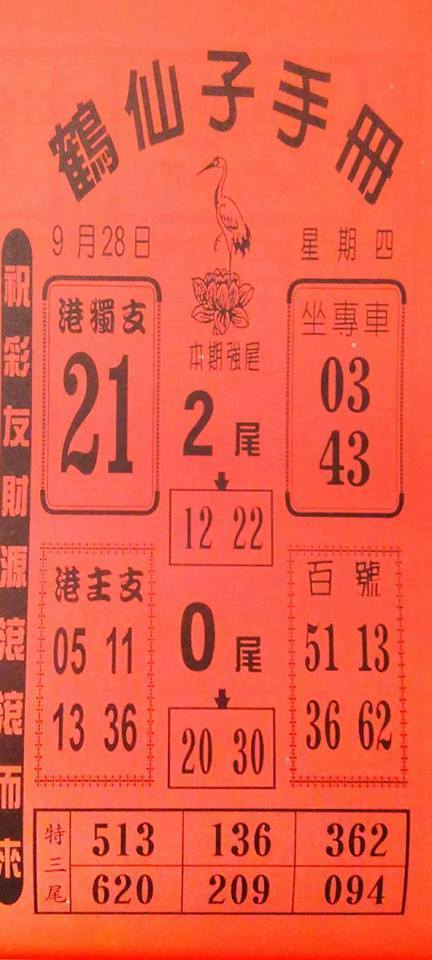 鶴仙子手冊
9月28日
星期四
祝彩友財源滾滾而來
港獨支
21
本期強尾
2尾
12 22
坐專車
03
43
港主支
05 11
13 36
0尾
20 30
百號
51 13
36 62
特三尾
513 136 362
620 209 094